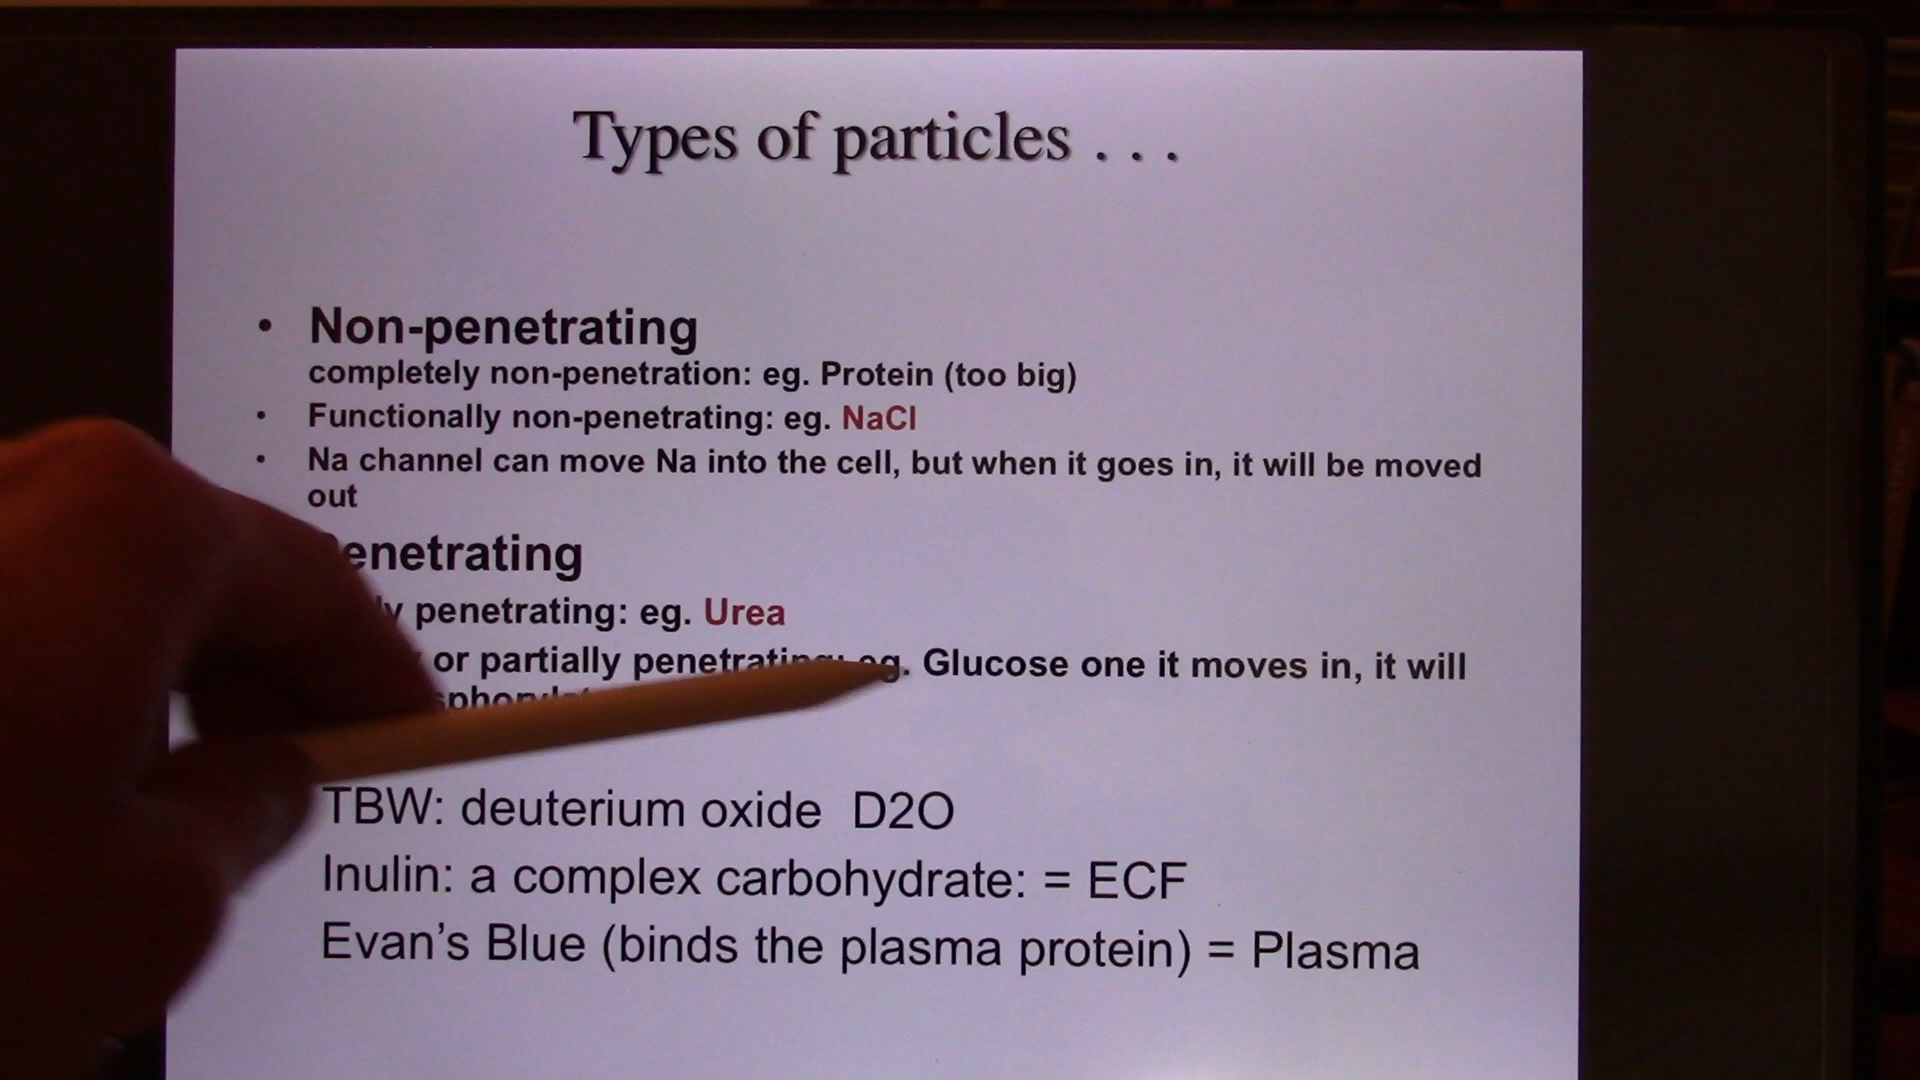 Types of particles . . .
• Non-penetrating
completely non-penetration: eg. Protein (too big)
• Functionally non-penetrating: eg. NaCl
• Na channel can move Na into the cell, but when it goes in, it will be moved
out
enetrating
y penetrating: eg. Urea
or partially penetrating: eg. Glucose one it moves in, it will
TBW: deuterium oxide D2O
Inulin: a complex carbohydrate: = ECF
Evan's Blue (binds the plasma protein) = Plasma